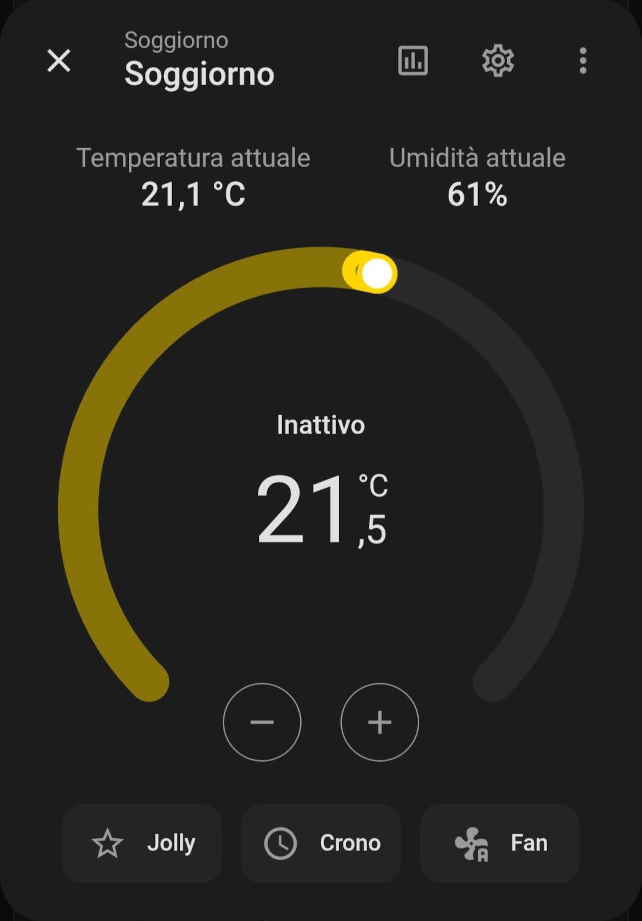 Soggiorno
Soggiorno
Temperatura attuale
21,1 °C
Umidità attuale
61%
Inattivo
21,5 °C
Jolly
Crono
Fan